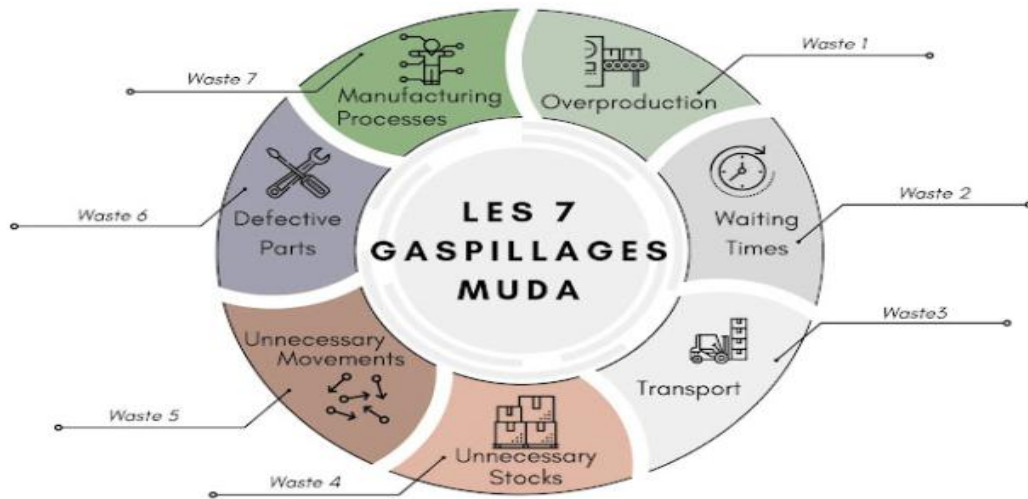 Waste 1
Overproduction
Waste 2
Waiting
Times
Waste3
Transport
Waste 4
Unnecessary
Stocks
Waste 5
Unnecessary
Movements
Waste 6
Defective
Parts
Waste 7
Manufacturing
Processes
LES 7
GASPILLAGES
MUDA